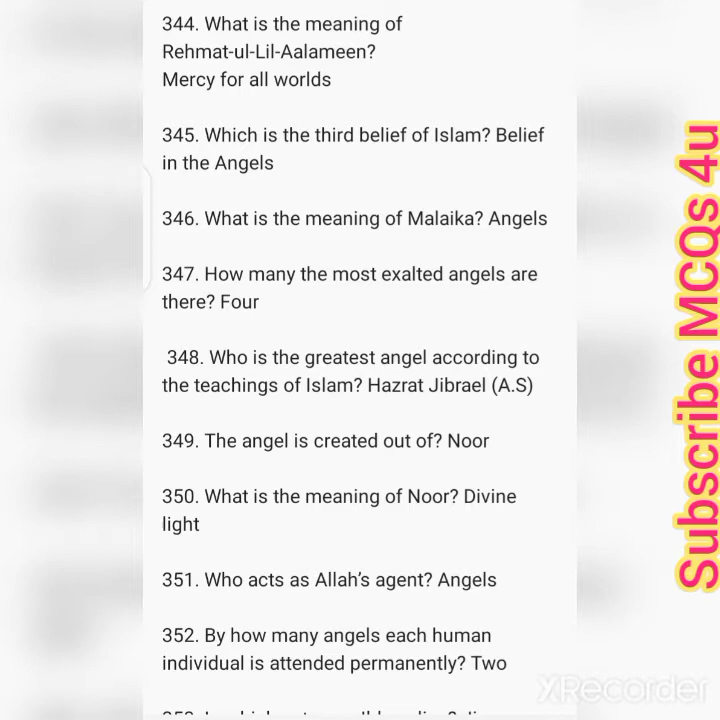 344. What is the meaning of
Rehmat-ul-Lil-Aalameen?
Mercy for all worlds
345. Which is the third belief of Islam? Belief
in the Angels
346. What is the meaning of Malaika? Angels
347. How many the most exalted angels are
there? Four
348. Who is the greatest angel according to
the teachings of Islam? Hazrat Jibrael (A.S)
349. The angel is created out of? Noor
350. What is the meaning of Noor? Divine
light
351. Who acts as Allah’s agent? Angels
352. By how many angels each human
individual is attended permanently? Two
Subscribe MCQs 4u
XRecorder